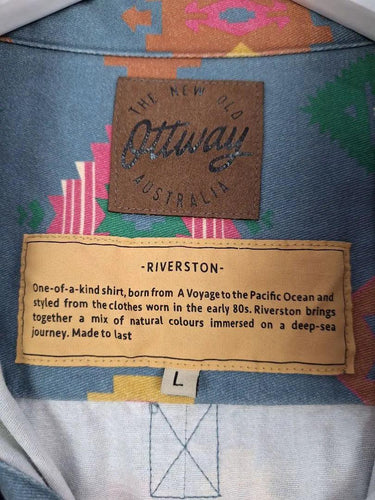 THE NEW OLD
Ottway
AUSTRALIA
-RIVERSTON-
One-of-a-kind shirt, born from A Voyage to the Pacific Ocean and
styled from the clothes worn in the early 80s. Riverston brings
together a mix of natural colours immersed on a deep-sea
journey. Made to last
L